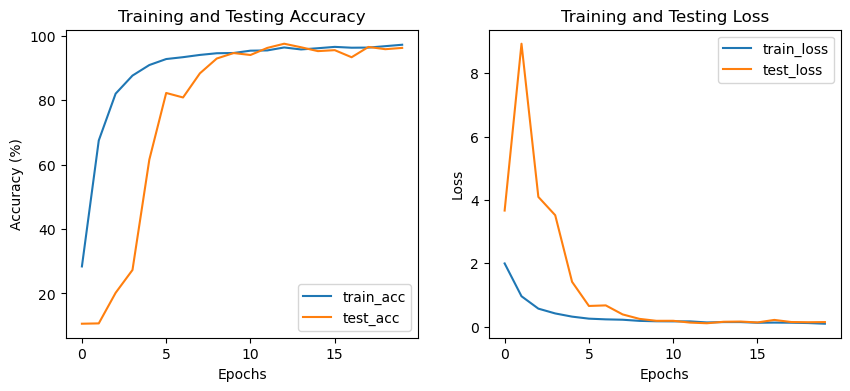 Training and Testing Accuracy
Accuracy (%)
100
80
60
40
20
0
5
10
15
Epochs
train_acc
test_acc
Training and Testing Loss
Loss
8
6
4
2
0
0
5
10
15
Epochs
train_loss
test_loss